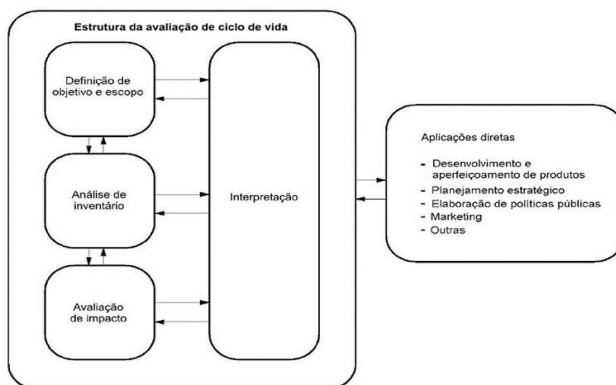 Estrutura da avaliação de ciclo de vida
Definição de
objetivo e escopo
Análise de
inventário
Avaliação
de impacto
Interpretação
Aplicações diretas
- Desenvolvimento e
aperfeiçoamento de produtos
- Planejamento estratégico
- Elaboração de políticas públicas
- Marketing
- Outras